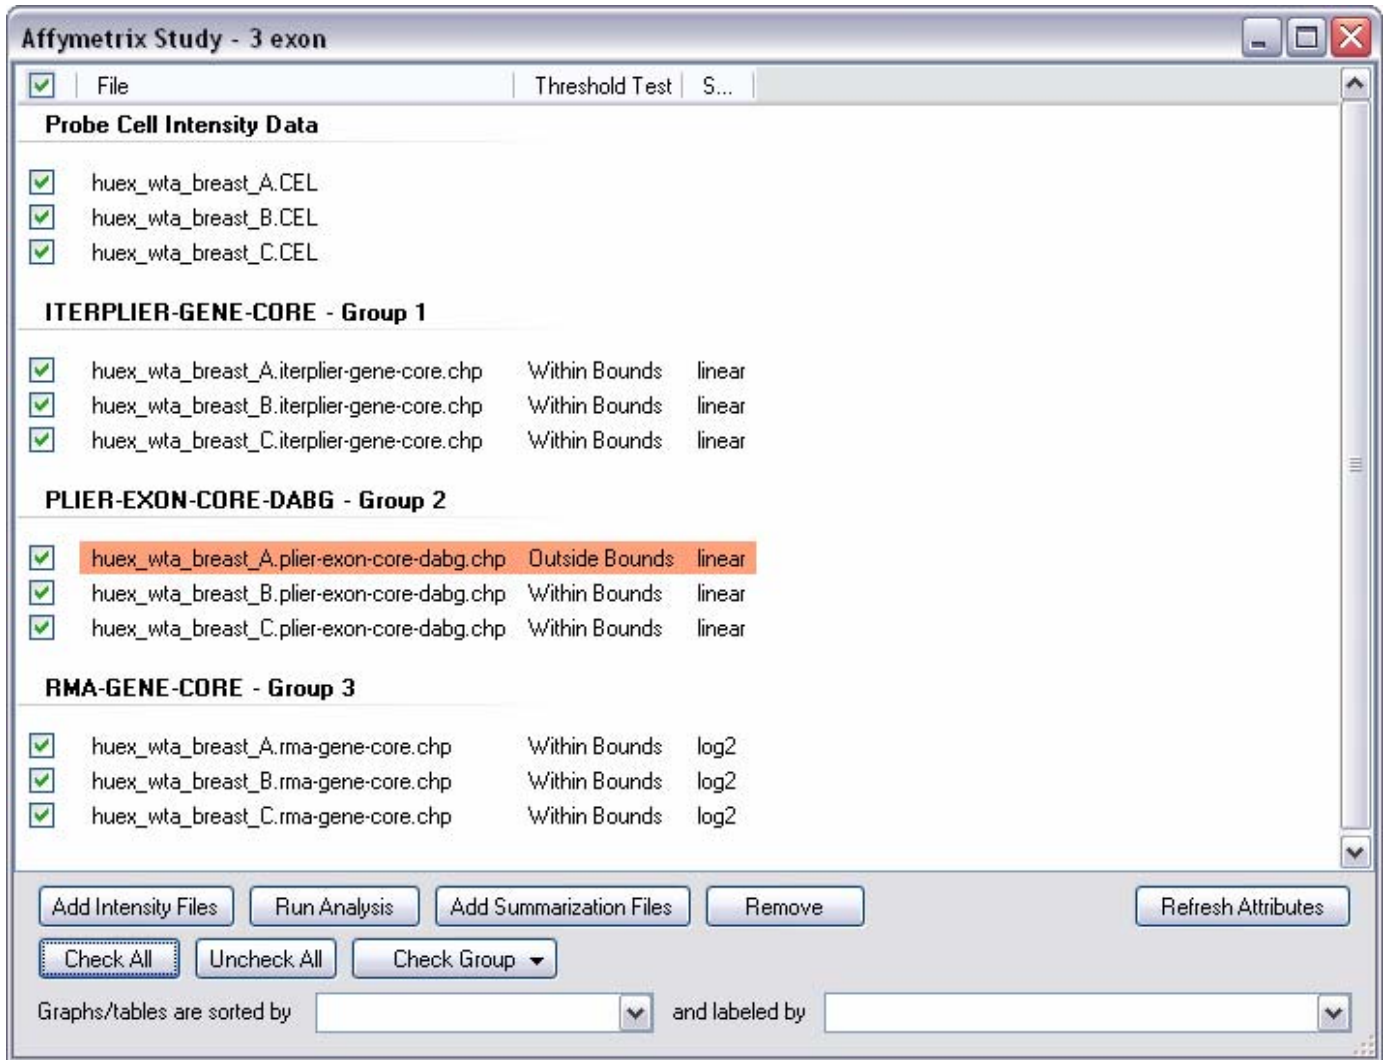 Affymetrix Study - 3 exon
File Threshold Test S...
Probe Cell Intensity Data
huex_wta_breast_A.CEL
huex_wta_breast_B.CEL
huex_wta_breast_C.CEL
ITERPLIER-GENE-CORE - Group 1
huex_wta_breast_A.iterplier-gene-core.chp Within Bounds linear
huex_wta_breast_B.iterplier-gene-core.chp Within Bounds linear
huex_wta_breast_C.iterplier-gene-core.chp Within Bounds linear
PLIER-EXON-CORE-DABG - Group 2
huex_wta_breast_A.plier-exon-core-dabg.chp Outside Bounds linear
huex_wta_breast_B.plier-exon-core-dabg.chp Within Bounds linear
huex_wta_breast_C.plier-exon-core-dabg.chp Within Bounds linear
RMA-GENE-CORE - Group 3
huex_wta_breast_A.rma-gene-core.chp Within Bounds log2
huex_wta_breast_B.rma-gene-core.chp Within Bounds log2
huex_wta_breast_C.rma-gene-core.chp Within Bounds log2
Add Intensity Files Run Analysis Add Summarization Files Remove Refresh Attributes
Check All Uncheck All Check Group
Graphs/tables are sorted by and labeled by